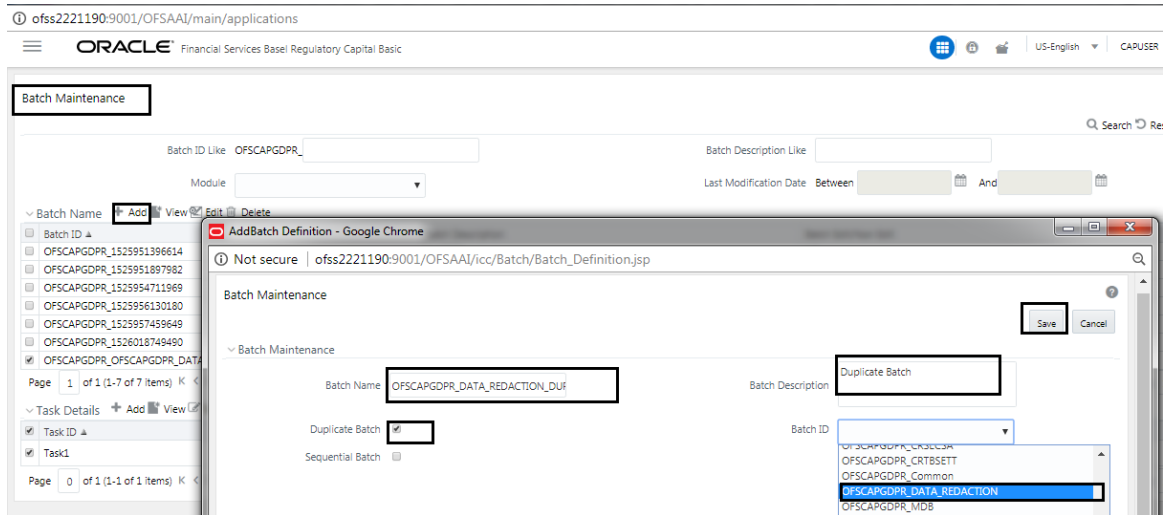 ofss2221190:9001/OFSAAI/main/applications
ORACLE® Financial Services Basel Regulatory Capital Basic
US-English
CAPUSER
Batch Maintenance
Search
Batch ID Like OFSCAPGDPR_
Batch Description Like
Module
Last Modification Date Between And
Batch Name Add View Edit Delete
Batch ID
OFSCAPGDPR_1525951396614
OFSCAPGDPR_1525951897982
OFSCAPGDPR_1525954711969
OFSCAPGDPR_1525956130180
OFSCAPGDPR_1525957459649
OFSCAPGDPR_1526018749490
OFSCAPGDPR_OFSCAPGDPR_DATA
Page 1 of 1 (1-7 of 7 items)
Task Details Add View
Task ID
Task1
Page 0 of 1 (1-1 of 1 items)
AddBatch Definition - Google Chrome
Not secure | ofss2221190:9001/OFSAAI/icc/Batch/Batch_Definition.jsp
Batch Maintenance
Save Cancel
Batch Maintenance
Batch Name OFSCAPGDPR_DATA_REDACTION_DUP
Batch Description Duplicate Batch
Duplicate Batch
Batch ID
Sequential Batch
OFSCAPGDPR_CRTBSETT
OFSCAPGDPR_Common
OFSCAPGDPR_DATA_REDACTION
OFSCAPGDPR_MDB